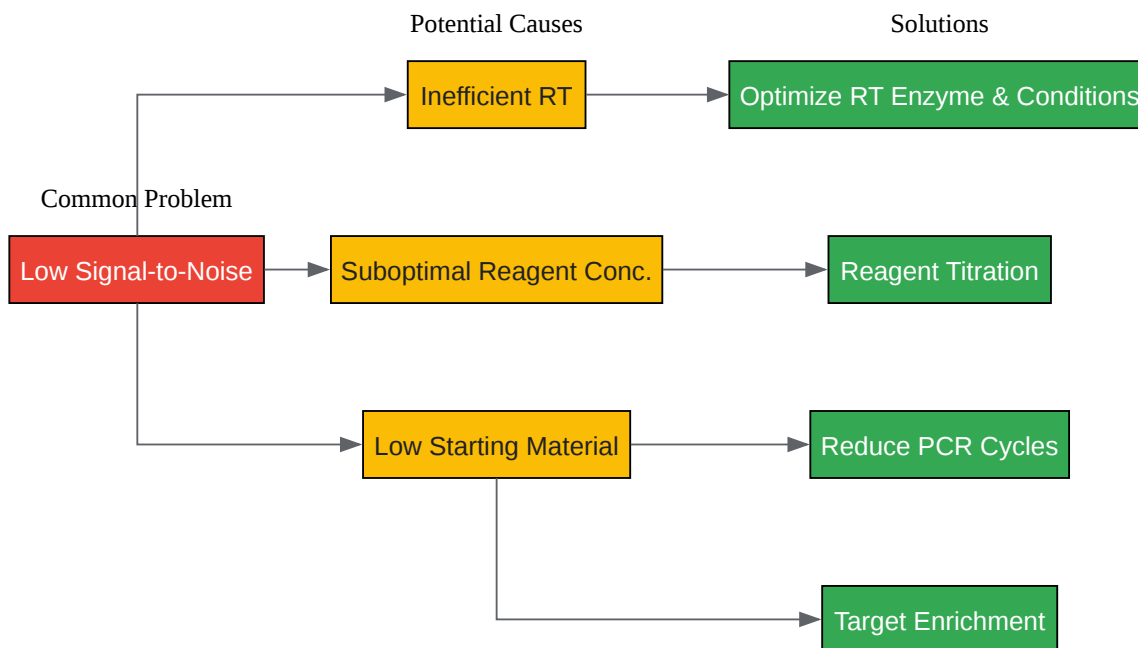 Potential Causes
Solutions
Inefficient RT
Optimize RT Enzyme & Conditions
Common Problem
Low Signal-to-Noise
Suboptimal Reagent Conc.
Reagent Titration
Low Starting Material
Reduce PCR Cycles
Target Enrichment